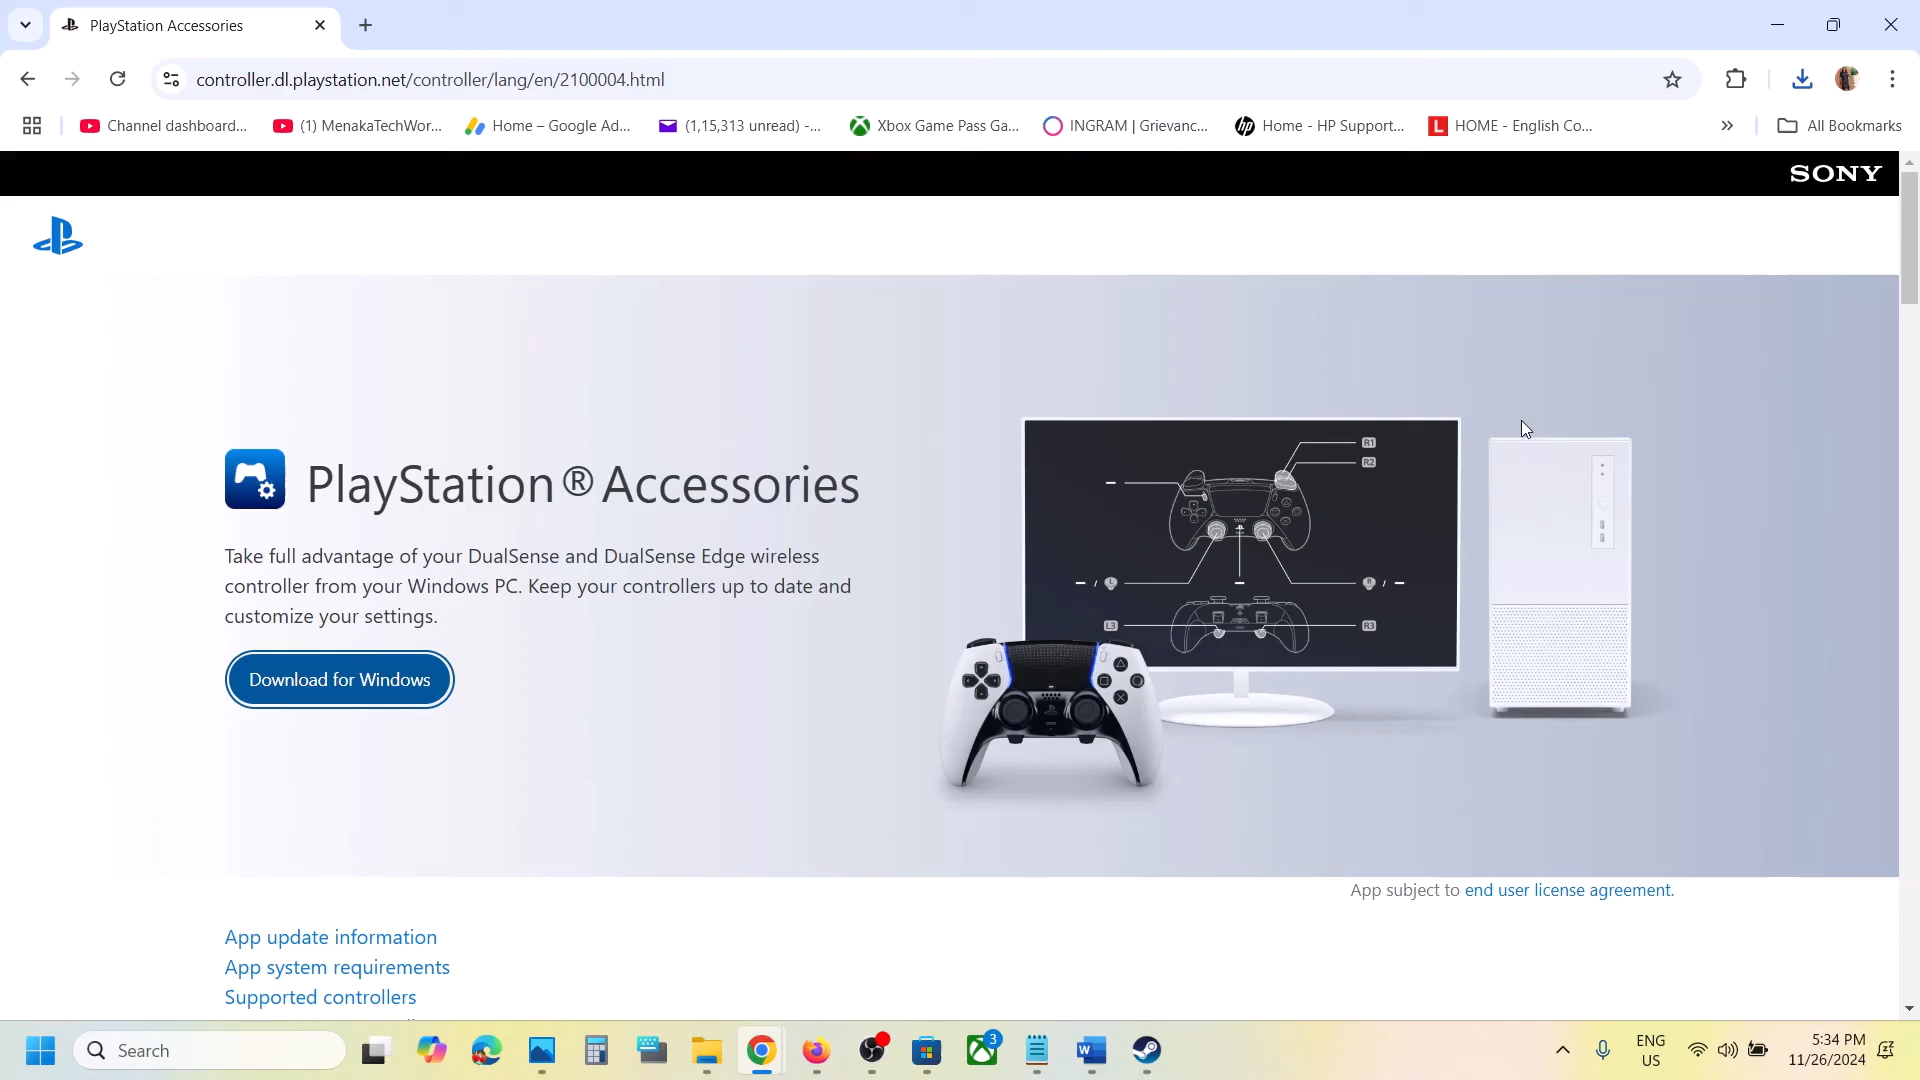 PlayStation Accessories
controller.dl.playstation.net/controller/lang/en/2100004.html
Channel dashboard...
(1) MenakaTechWor...
Home – Google Ad...
(1,15,313 unread) -...
Xbox Game Pass Ga...
INGRAM | Grievanc...
Home - HP Support...
HOME - English Co...
All Bookmarks
SONY
PlayStation®Accessories
Take full advantage of your DualSense and DualSense Edge wireless
controller from your Windows PC. Keep your controllers up to date and
customize your settings.
Download for Windows
R1
R2
L
R
L3
R3
App subject to end user license agreement.
App update information
App system requirements
Supported controllers
Search
3
ENG
US
5:34 PM
11/26/2024